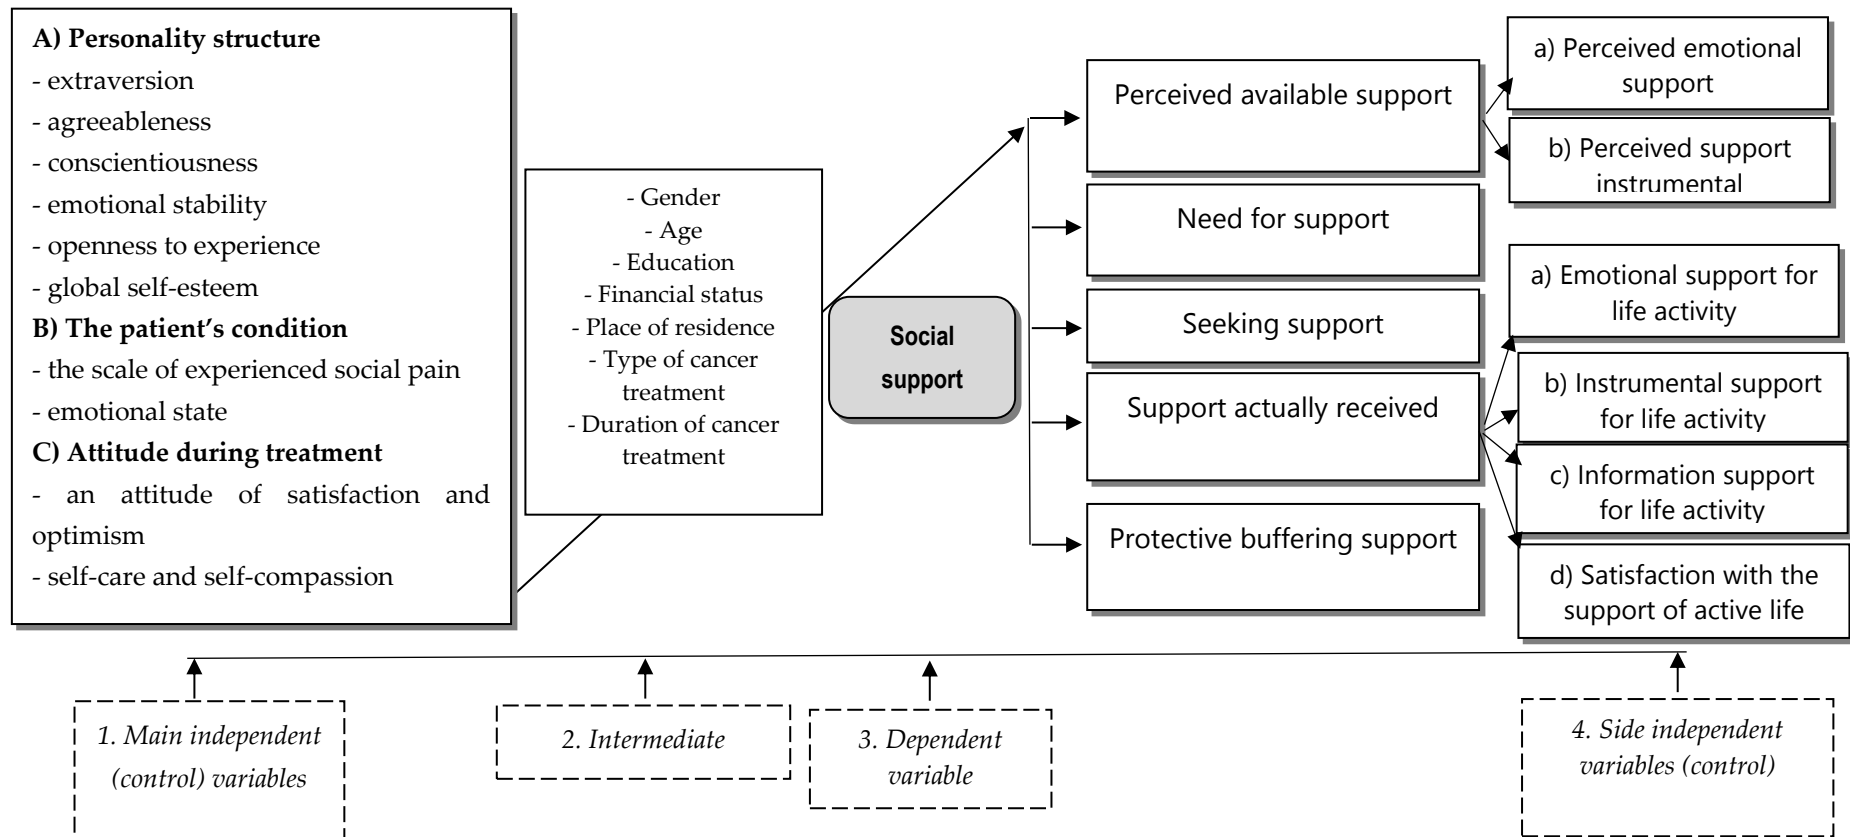 A) Personality structure
- extraversion
- agreeableness
- conscientiousness
- emotional stability
- openness to experience
- global self-esteem
B) The patient’s condition
- the scale of experienced social pain
- emotional state
C) Attitude during treatment
- an attitude of satisfaction and
optimism
- self-care and self-compassion
- Gender
- Age
- Education
- Financial status
- Place of residence
- Type of cancer
treatment
- Duration of cancer
treatment
Social
support
Perceived available support
Need for support
Seeking support
Support actually received
Protective buffering support
a) Perceived emotional
support
b) Perceived support
instrumental
a) Emotional support for
life activity
b) Instrumental support
for life activity
c) Information support
for life activity
d) Satisfaction with the
support of active life
1. Main independent
(control) variables
2. Intermediate
3. Dependent
variable
4. Side independent
variables (control)